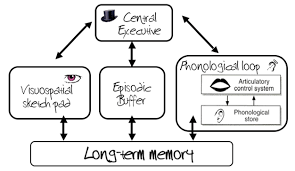 Central
Executive
Visuospatial
sketch pad
Episodic
Buffer
Phonological loop
Articulatory
control system
Phonological
store
Long-term memory